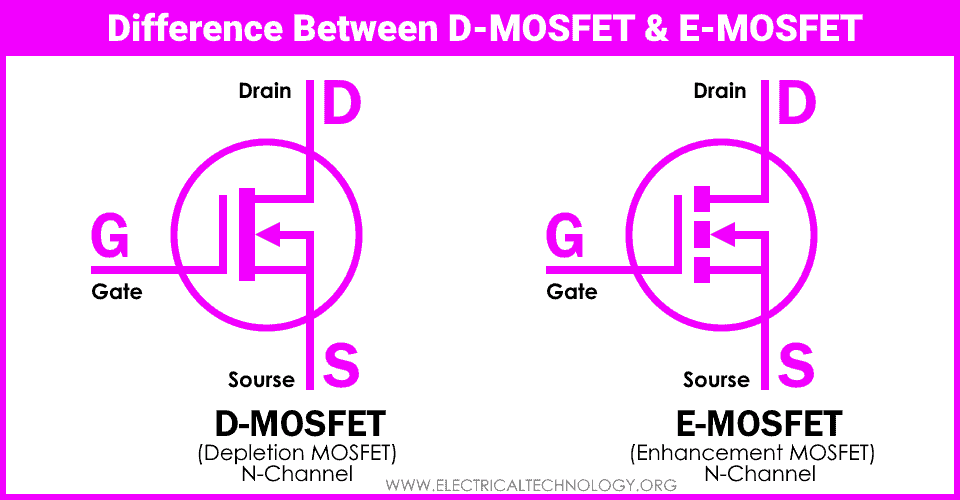 Difference Between D-MOSFET & E-MOSFET
Drain D
G
Gate
Sourse S
D-MOSFET
(Depletion MOSFET)
N-Channel
Drain D
G
Gate
Sourse S
E-MOSFET
(Enhancement MOSFET)
N-Channel
WWW.ELECTRICALTECHNOLOGY.ORG